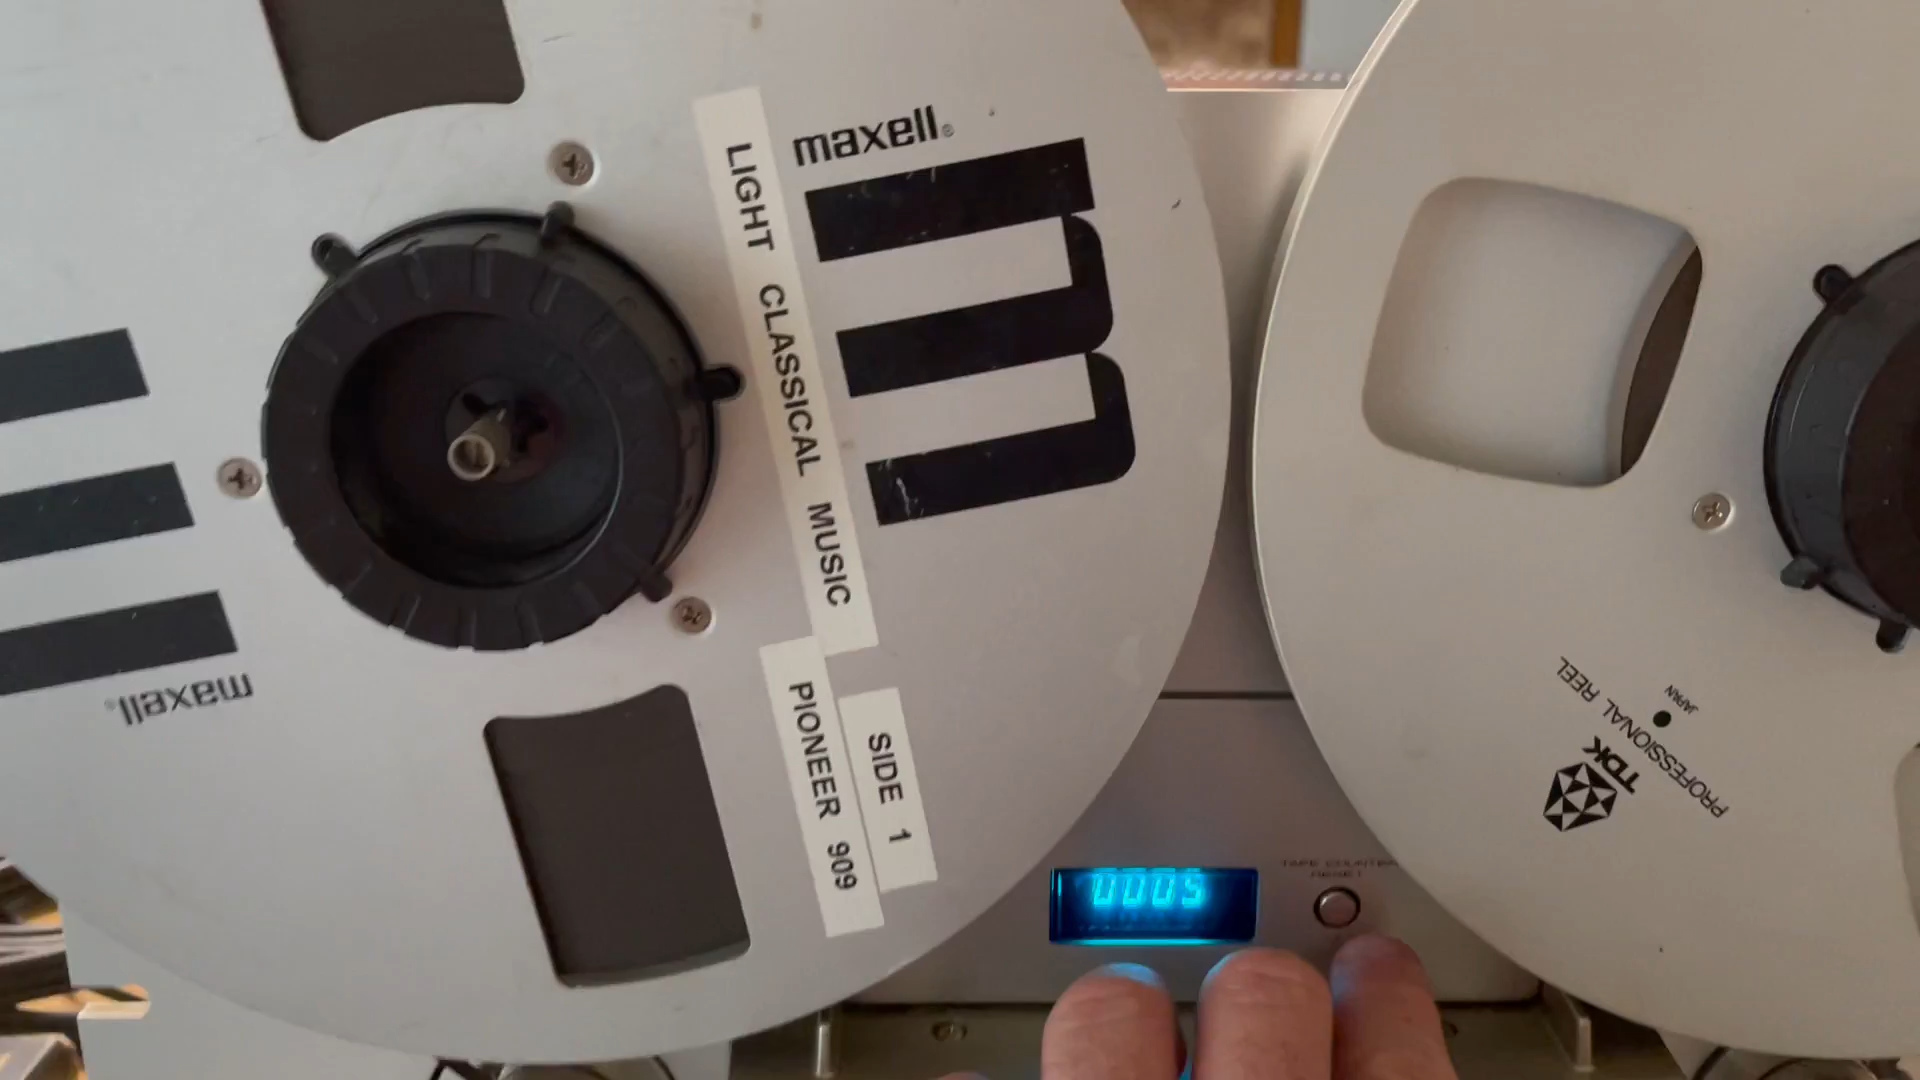 maxell®
LIGHT CLASSICAL MUSIC
SIDE 1
PIONEER 909
maxell®
JAPAN
PROFESSIONAL REEL
TDK
0005
TAPE COUNTER
RESET